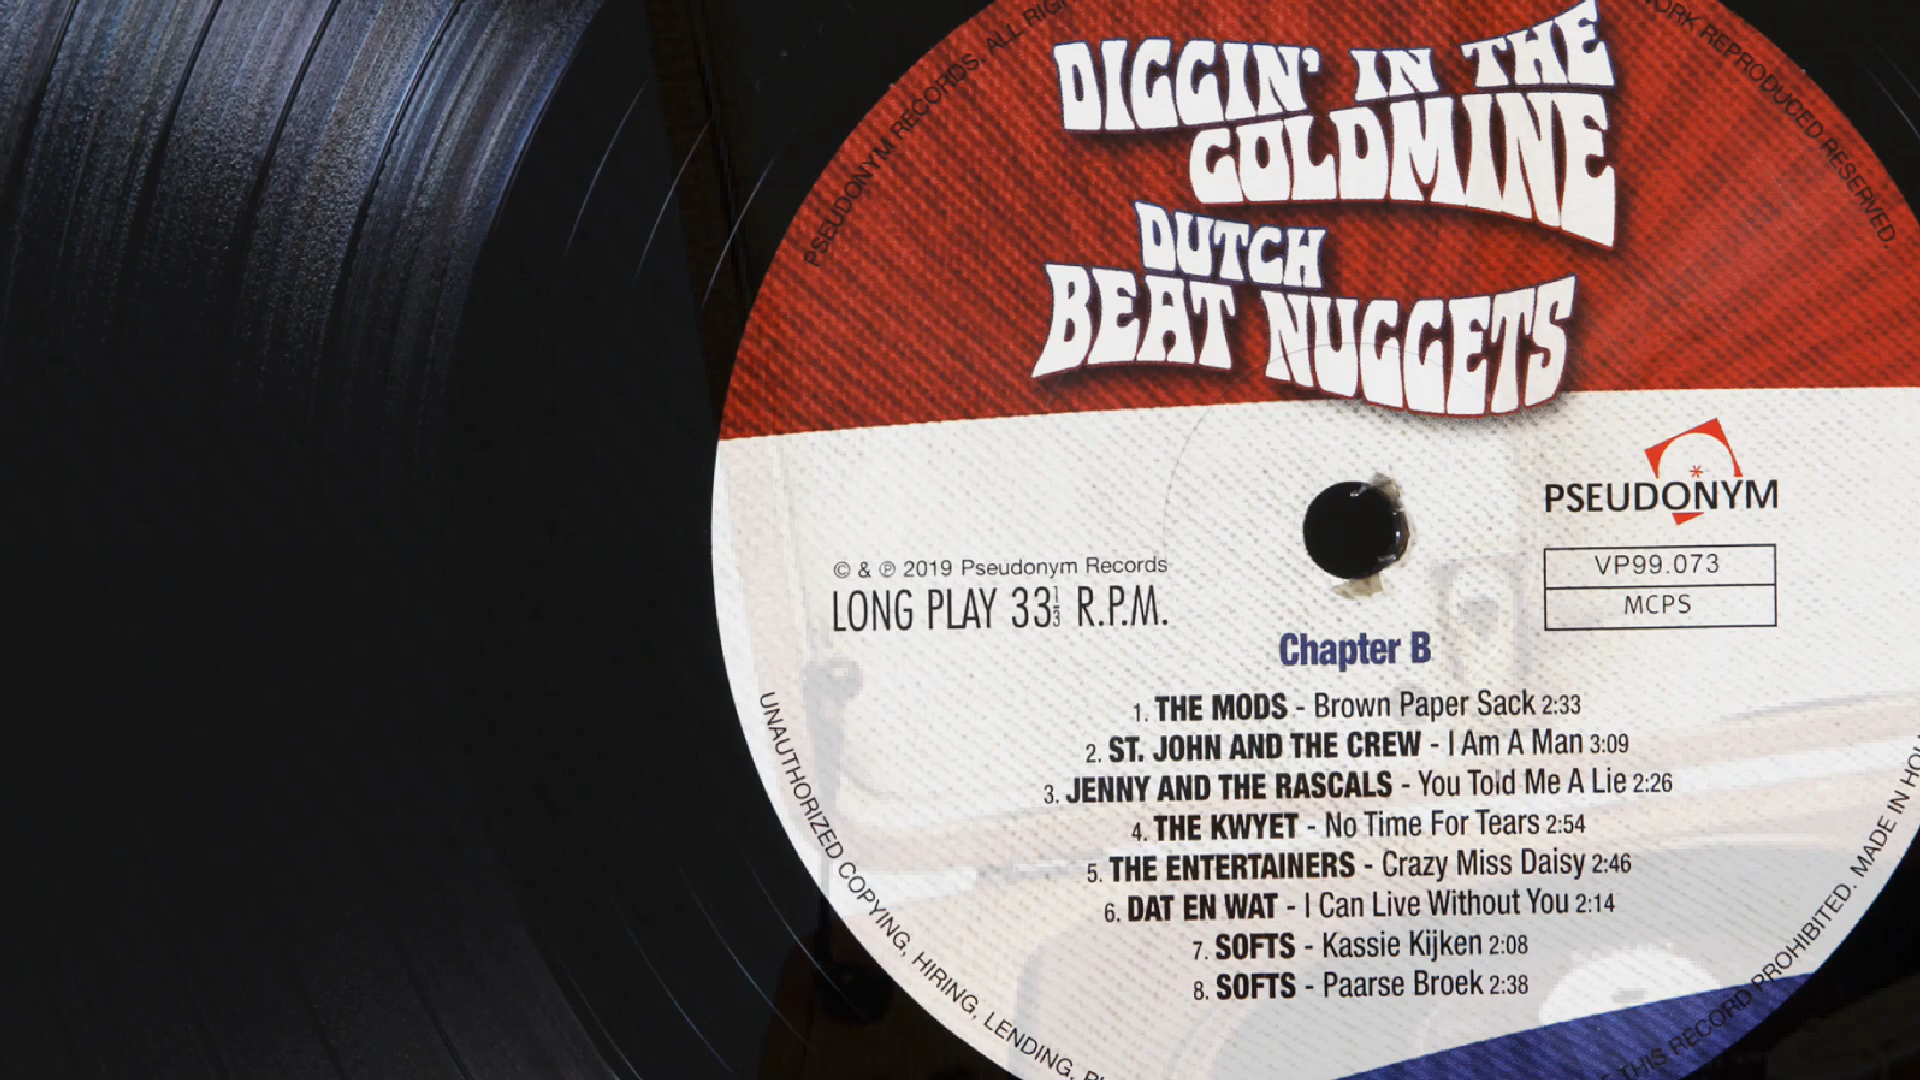 DIGGIN' IN THE
GOLDMINE
DUTCH
BEAT NUGGETS
PSEUDONYM
VP99.073
MCPS
© & ℗ 2019 Pseudonym Records
LONG PLAY 33⅓ R.P.M.
Chapter B
1. THE MODS - Brown Paper Sack 2:33
2. ST. JOHN AND THE CREW - I Am A Man 3:09
3. JENNY AND THE RASCALS - You Told Me A Lie 2:26
4. THE KWYET - No Time For Tears 2:54
5. THE ENTERTAINERS - Crazy Miss Daisy 2:46
6. DAT EN WAT - I Can Live Without You 2:14
7. SOFTS - Kassie Kijken 2:08
8. SOFTS - Paarse Broek 2:38
PSEUDONYM RECORDS. ALL
WORK REPRODUCED RESERVED.
UNAUTHORIZED COPYING, HIRING, LENDING,
THIS RECORD PROHIBITED. MADE IN